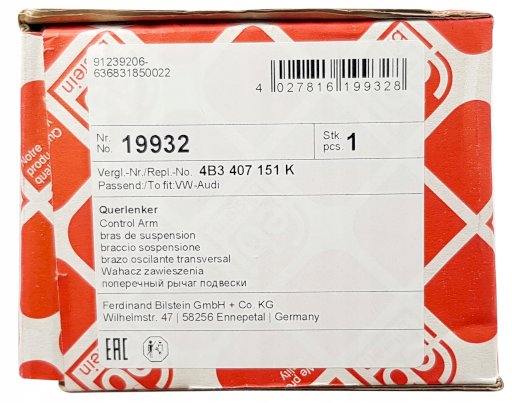 91239206-
636831850022
4 027816 199328
Nr.
No. 19932
Stk.
pcs. 1
Vergl.-Nr./Repl.-No. 4B3 407 151 K
Passend:/To fit:VW-Audi
Querlenker
Control Arm
bras de suspension
braccio sospensione
brazo oscilante transversal
Wahacz zawieszenia
поперечный рычаг подвески
Ferdinand Bilstein GmbH + Co. KG
Wilhelmstr. 47 | 58256 Ennepetal | Germany
EAC